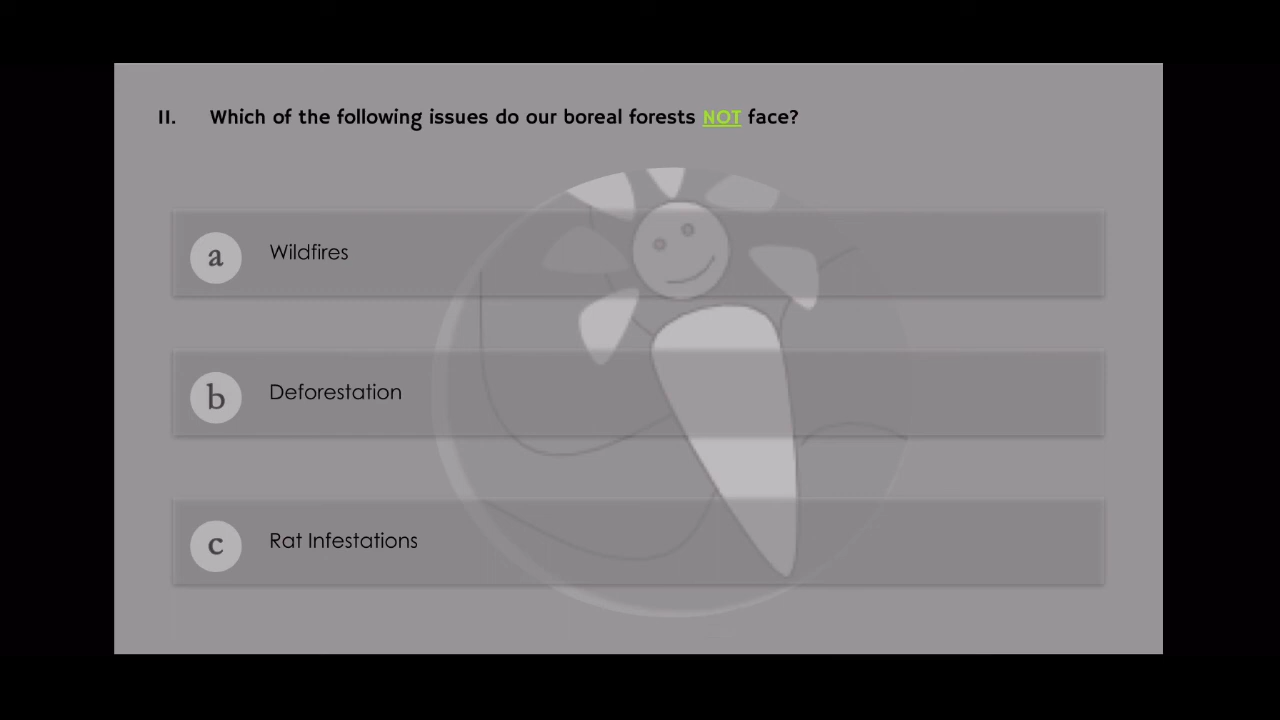 II. Which of the following issues do our boreal forests NOT face?
a Wildfires
b Deforestation
c Rat Infestations